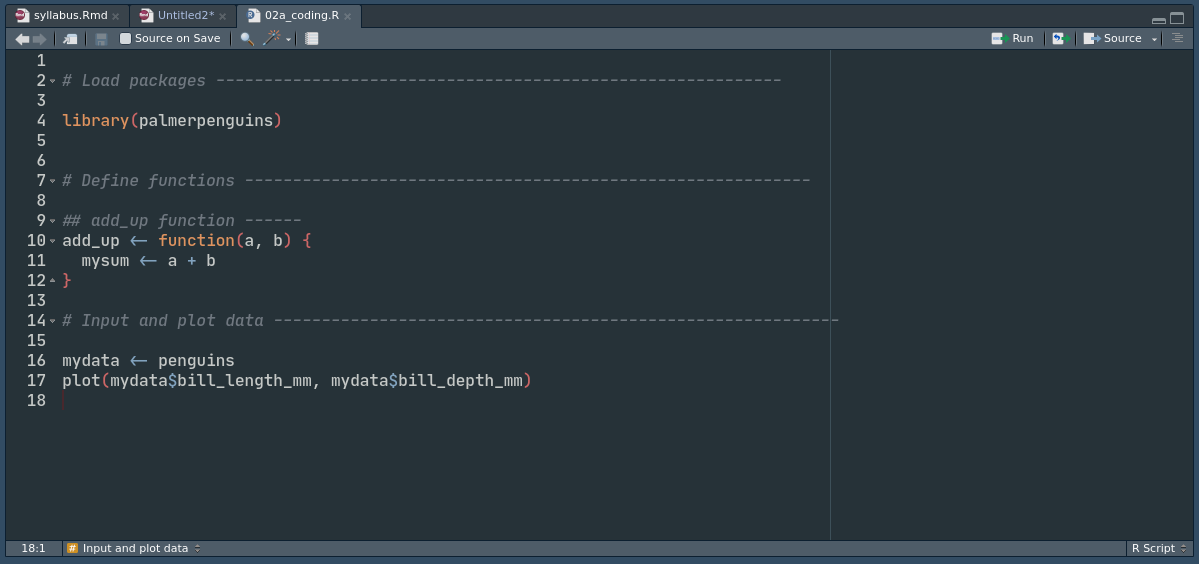 syllabus.Rmd × Untitled2* × 02a_coding.R ×
Source on Save Run Source
1
2 # Load packages -----------------------------------------------------------
3
4 library(palmerpenguins)
5
6
7 # Define functions -----------------------------------------------------------
8
9 ## add_up function ------
10 add_up <- function(a, b) {
11   mysum <- a + b
12 }
13
14 # Input and plot data -----------------------------------------------------------
15
16 mydata <- penguins
17 plot(mydata$bill_length_mm, mydata$bill_depth_mm)
18
18:1 # Input and plot data R Script